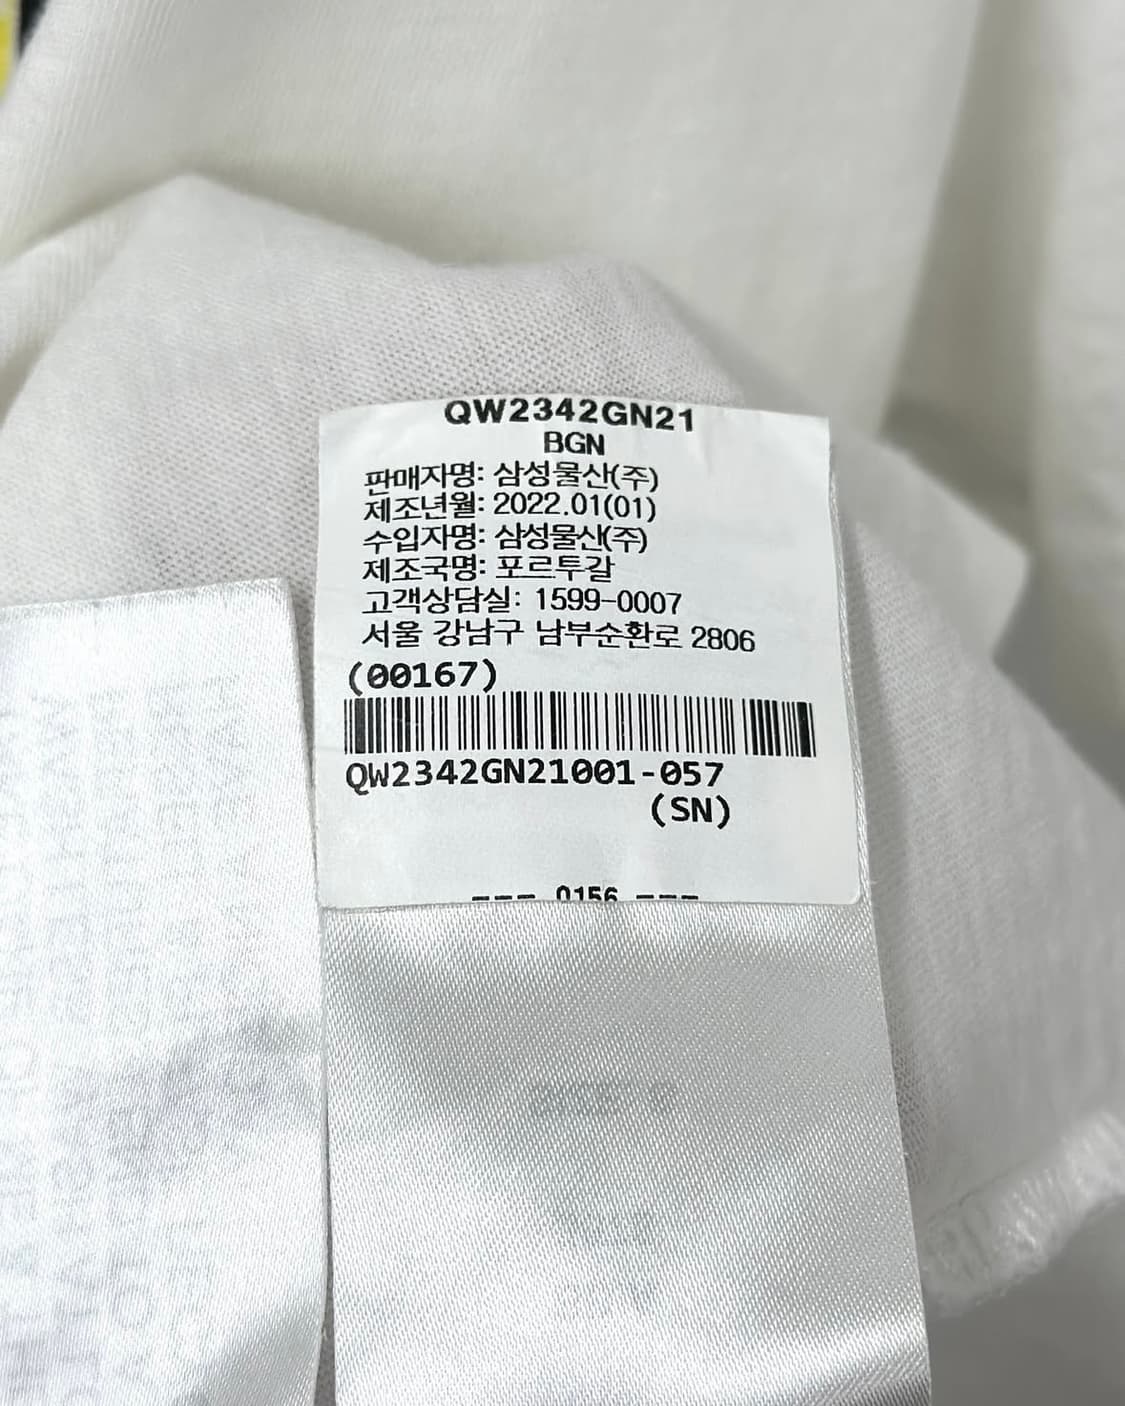 QW2342GN21
BGN
판매자명: 삼성물산(주)
제조년월: 2022.01(01)
수입자명: 삼성물산(주)
제조국명: 포르투갈
고객상담실: 1599-0007
서울 강남구 남부순환로 2806
(00167)
QW2342GN21001-057
(SN)
--- 0156 ---